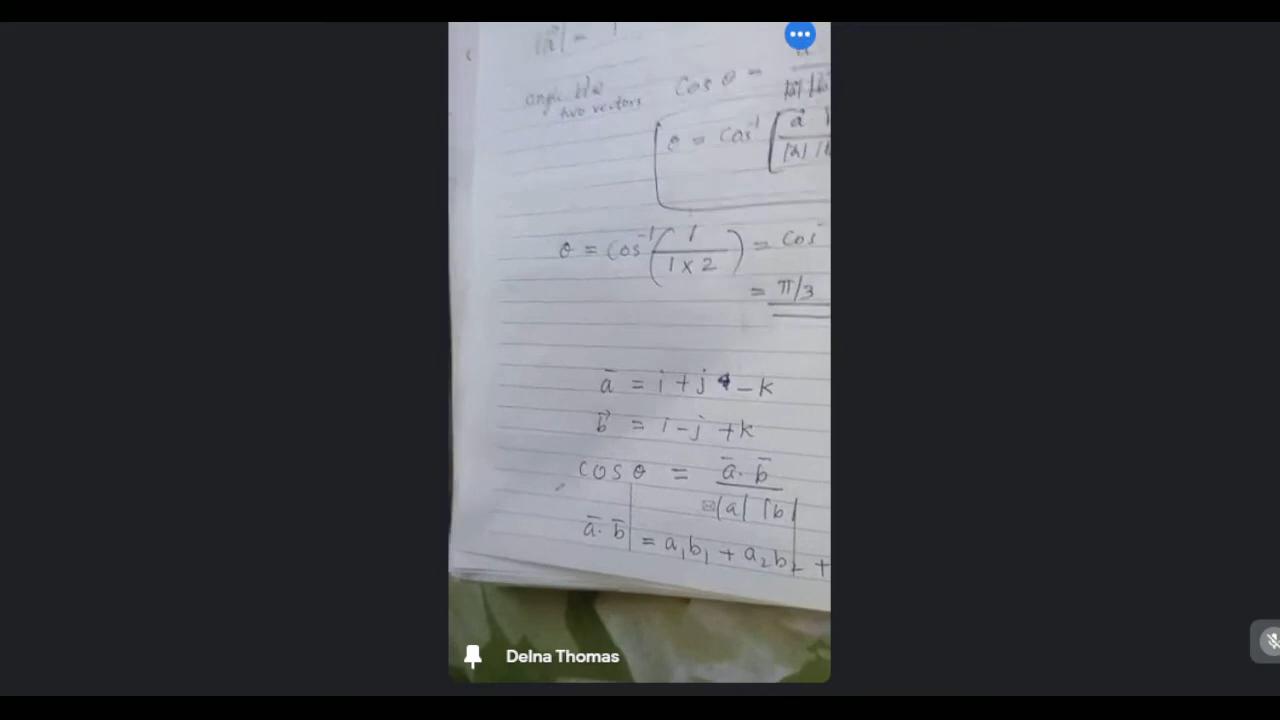 |a⃗| =
angle b/w
two vectors
cos θ =
|a⃗| |b
θ = cos⁻¹ [ a⃗
|a⃗| |
θ = cos⁻¹ ( 1 / 1 × 2 ) = cos⁻
= π/3
a̅ = i + j - k
b⃗ = i - j + k
cos θ = a̅ . b̅
|a| |b|
a̅ . b̅ = a₁b₁ + a₂b₂ +
Delna Thomas